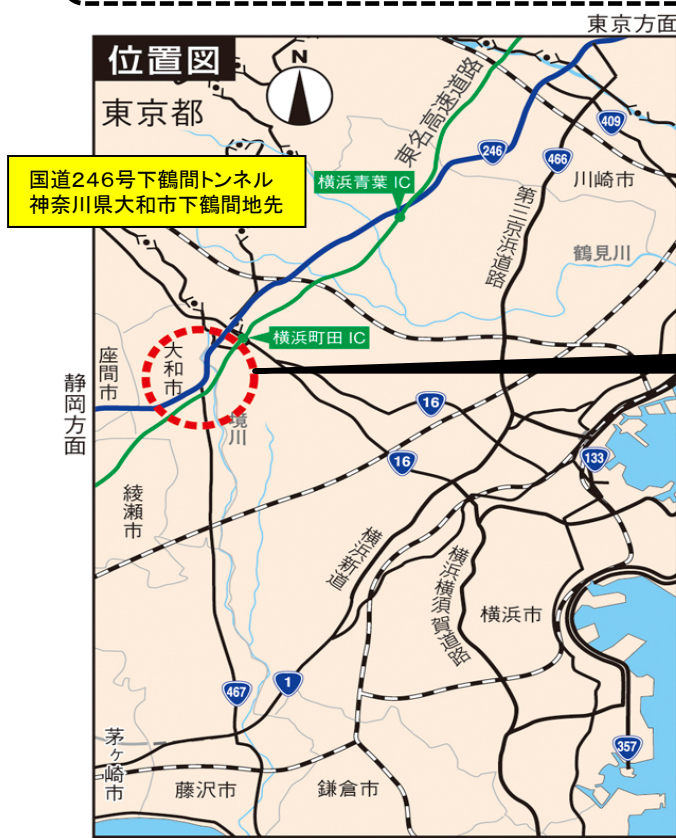 東京方面
位置図
N
東京都
東名高速道路
409
246
466
国道246号下鶴間トンネル
神奈川県大和市下鶴間地先
横浜青葉 IC
川崎市
第三京浜道路
鶴見川
横浜町田 IC
座間市
大和市
静岡方面
境川
16
16
133
綾瀬市
横浜新道
横浜横須賀道路
横浜市
467
1
357
茅ヶ崎市
藤沢市
鎌倉市